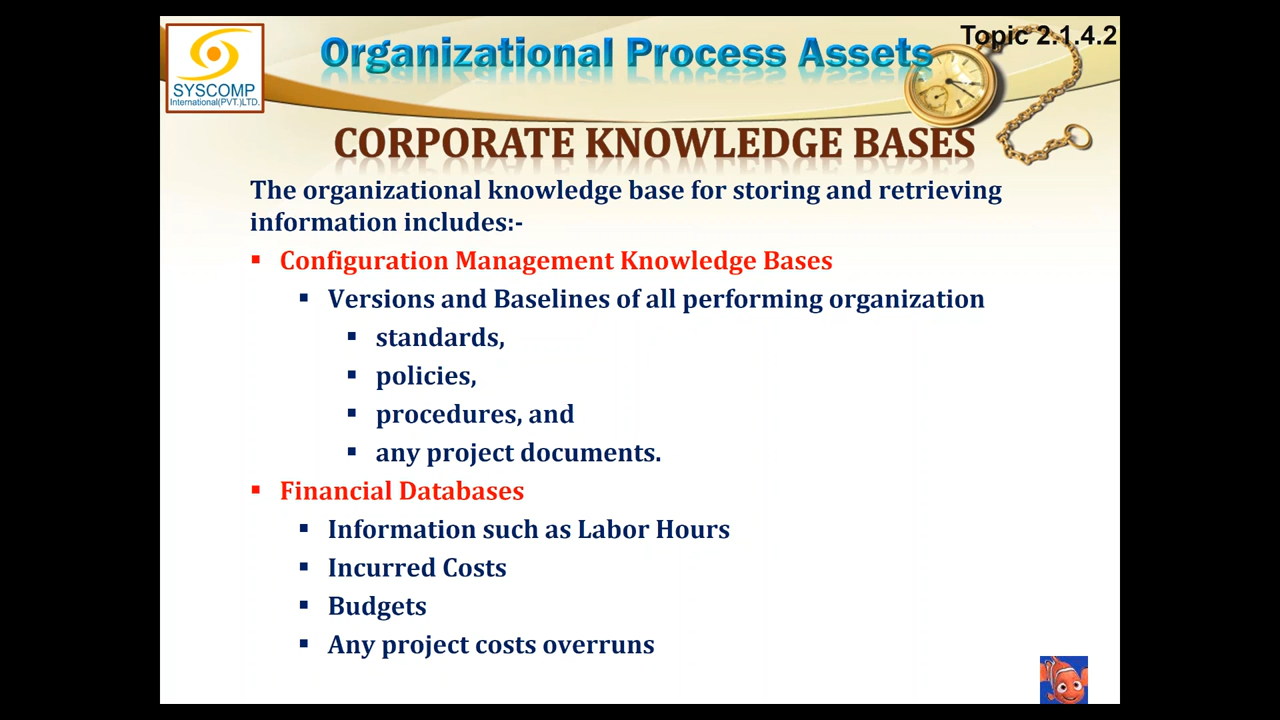 Topic 2.1.4.2
Organizational Process Assets
SYSCOMP
International(PVT.)LTD.
CORPORATE KNOWLEDGE BASES
The organizational knowledge base for storing and retrieving
information includes:-
▪ Configuration Management Knowledge Bases
▪ Versions and Baselines of all performing organization
▪ standards,
▪ policies,
▪ procedures, and
▪ any project documents.
▪ Financial Databases
▪ Information such as Labor Hours
▪ Incurred Costs
▪ Budgets
▪ Any project costs overruns